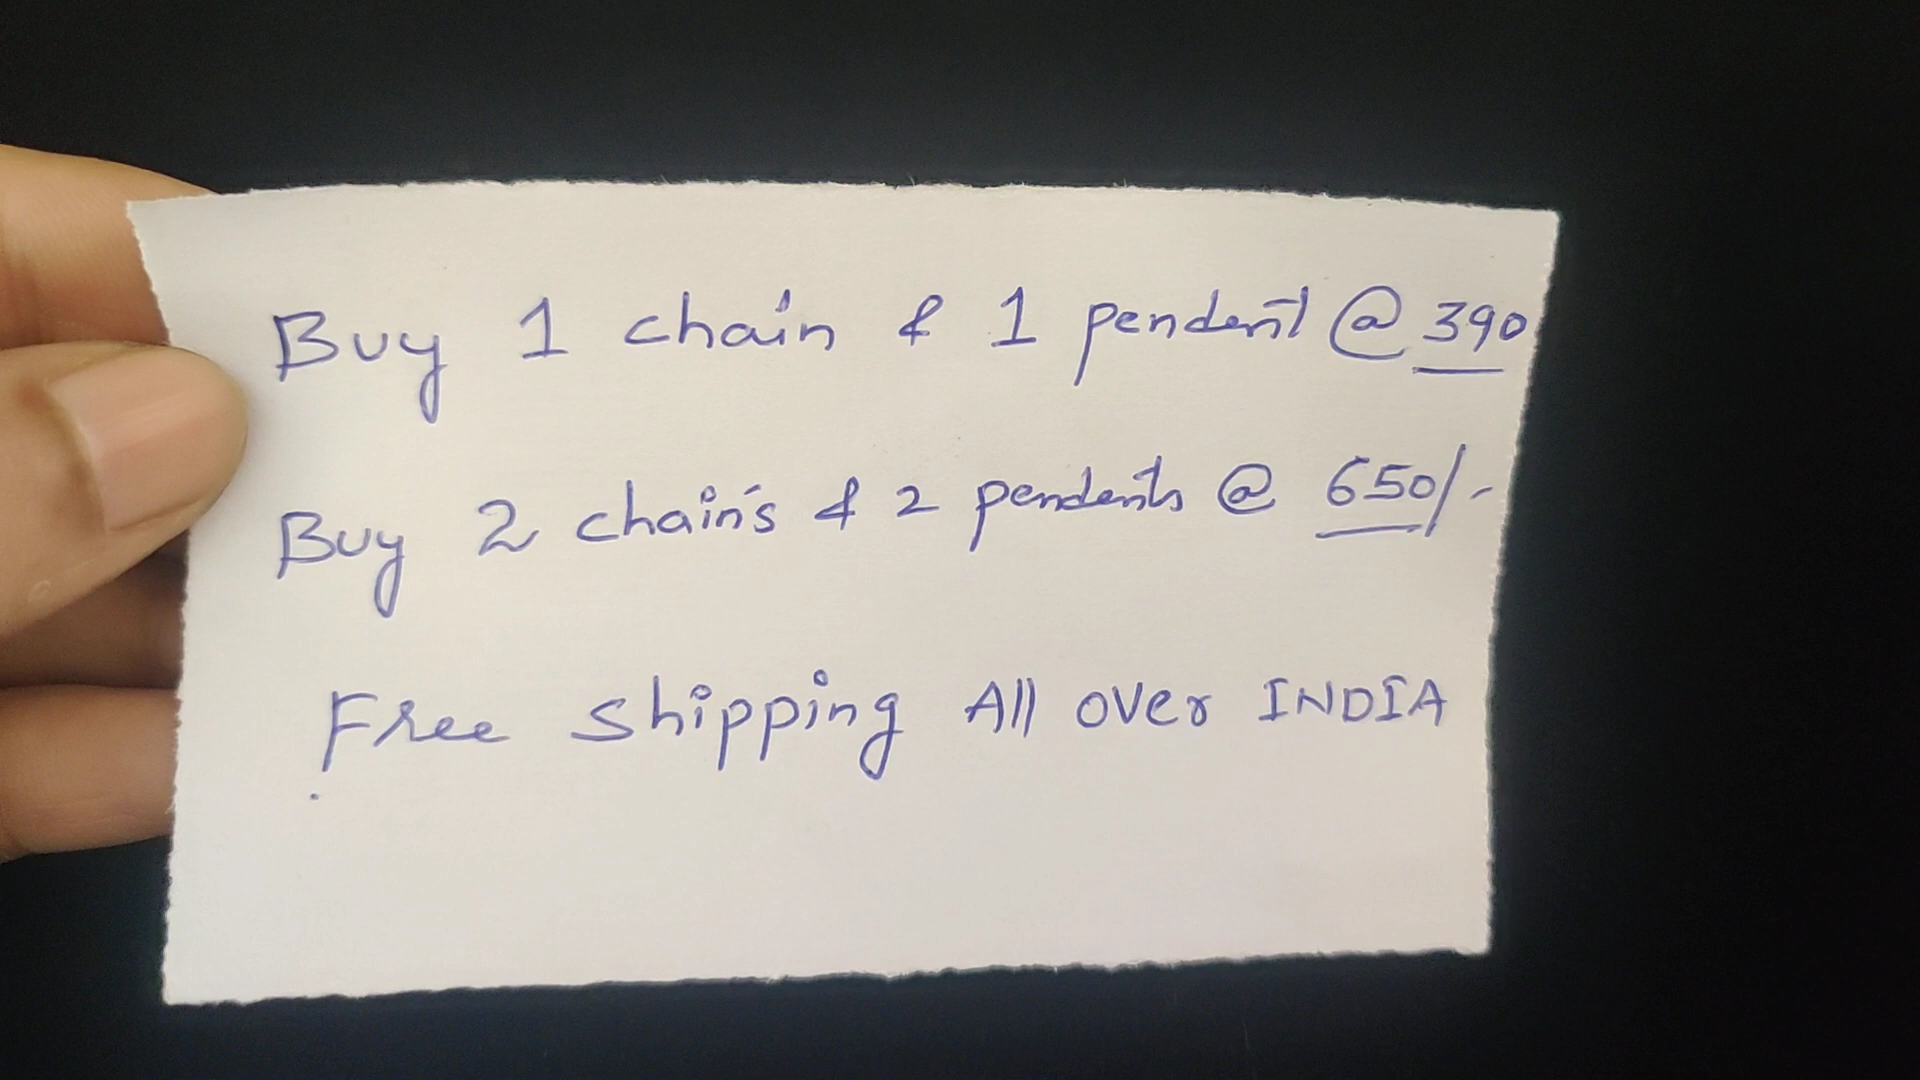 Buy 1 chain & 1 pendent @ 390
Buy 2 chain's & 2 pendents @ 650/-
Free shipping All over INDIA